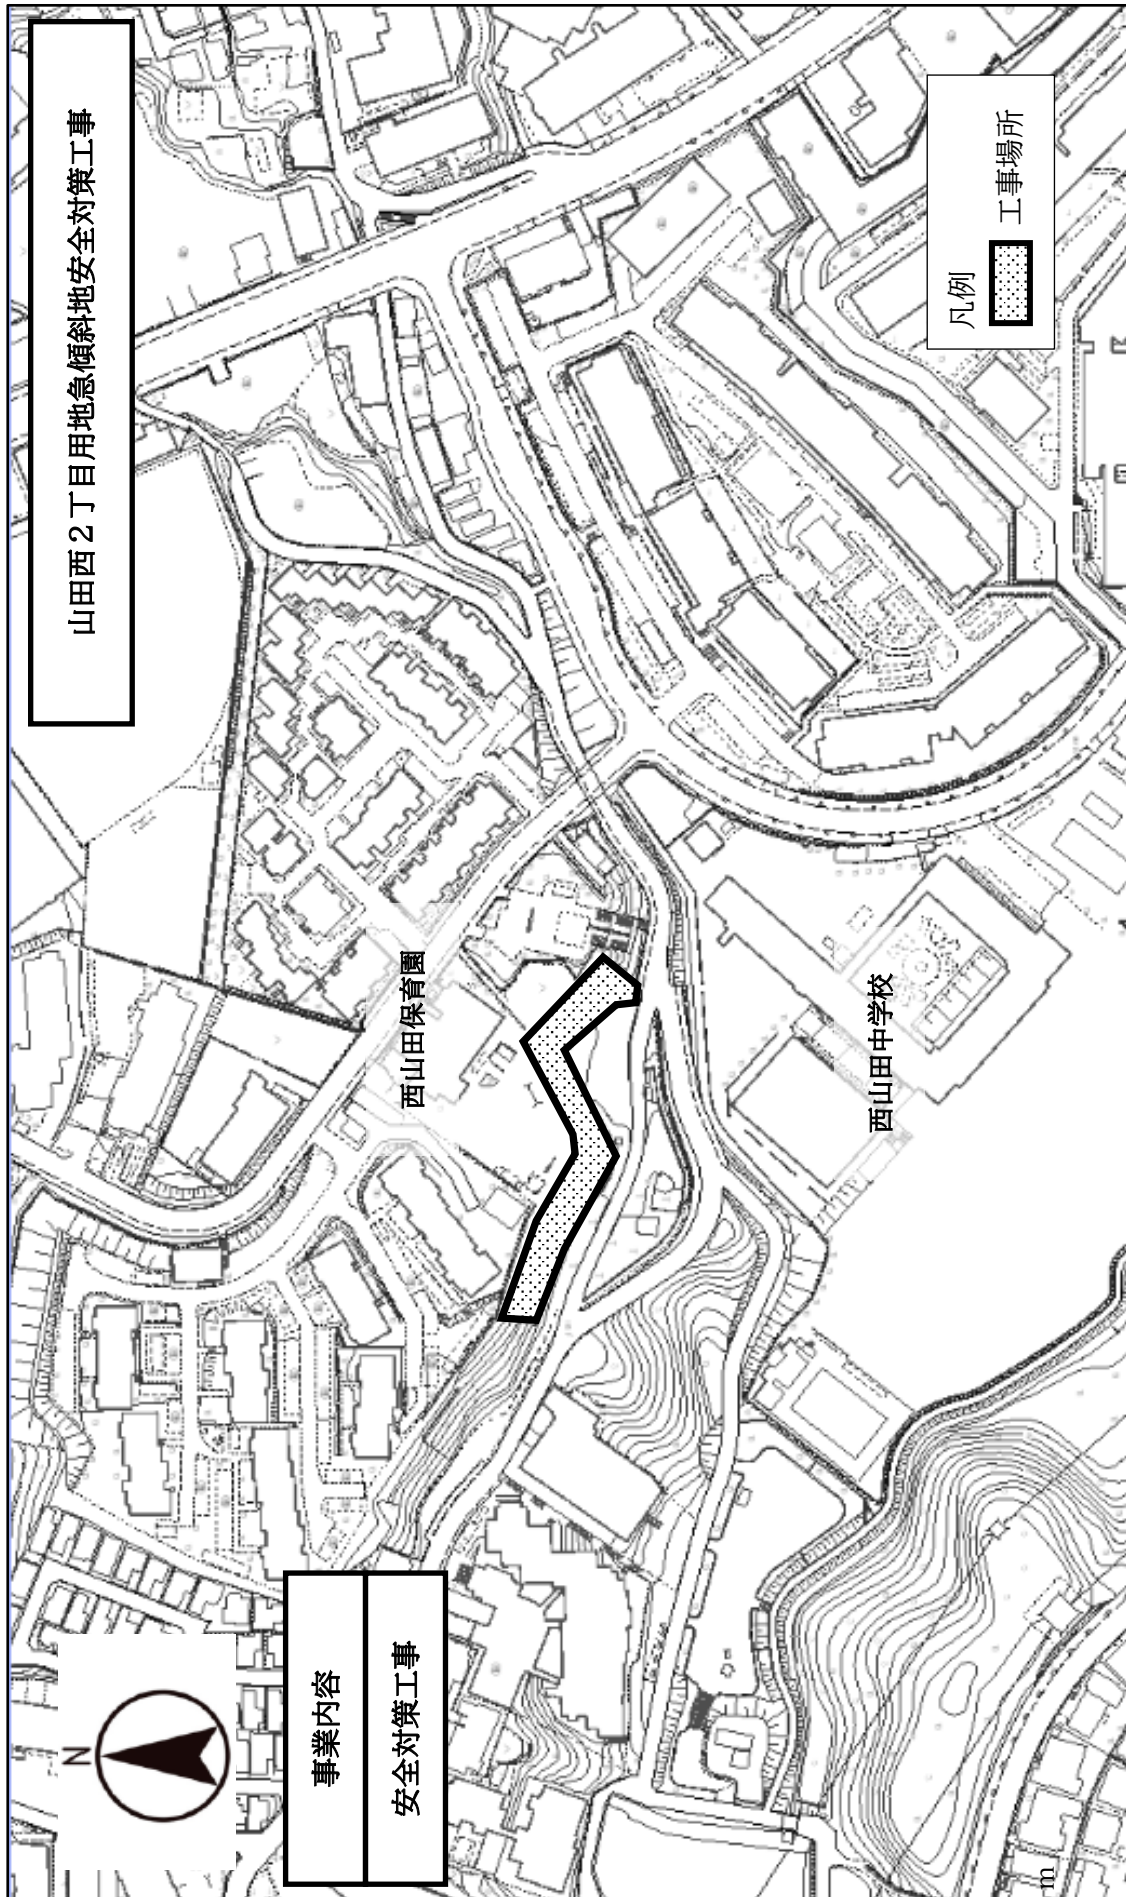 山田西２丁目用地急傾斜地安全対策工事
N
事業内容
安全対策工事
西山田保育園
西山田中学校
凡例
工事場所
m